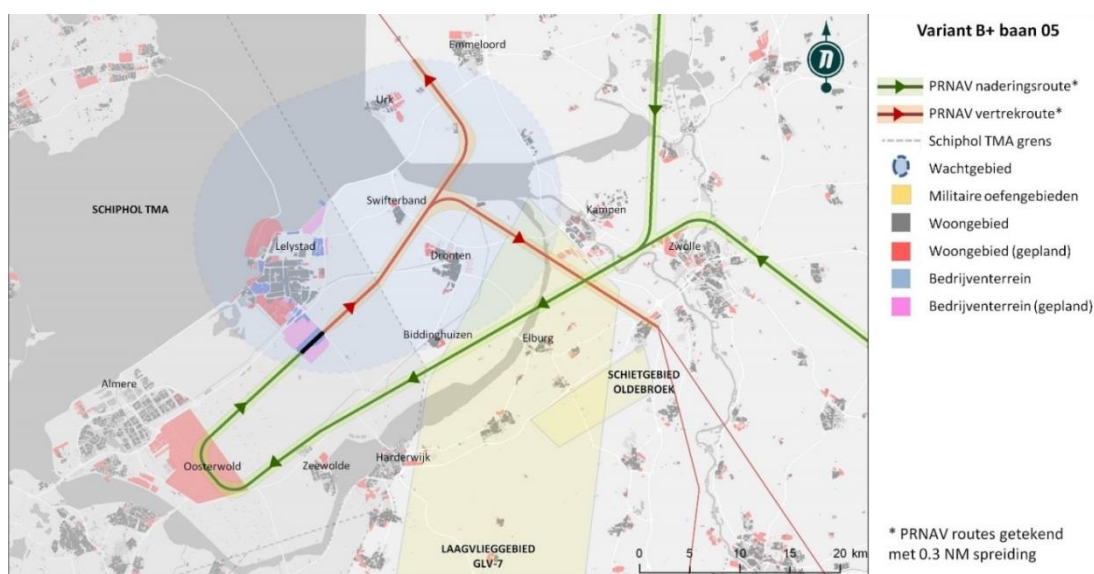 Variant B+ baan 05
PRNAV naderingsroute*
PRNAV vertrekroute*
Schiphol TMA grens
Wachtgebied
Militaire oefengebieden
Woongebied
Woongebied (gepland)
Bedrijventerrein
Bedrijventerrein (gepland)
* PRNAV routes getekend
met 0.3 NM spreiding
Emmeloord
Urk
SCHIPHOL TMA
Swifterband
Kampen
Lelystad
Dronten
Zwolle
Biddinghuizen
Elburg
Almere
SCHIETGEBIED
OLDEBROEK
Oosterwold
Zeewolde
Harderwijk
LAAGVLIEGGEBIED
GLV-7
0 5 10 15 20 km